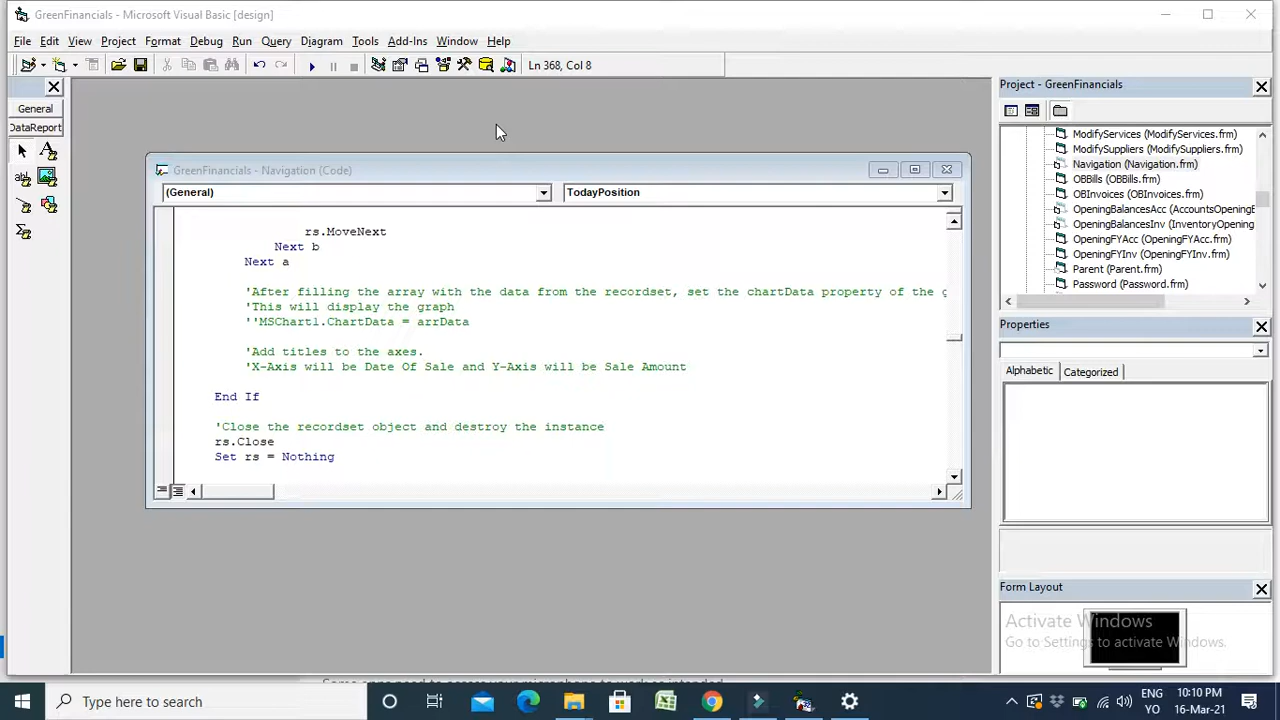 GreenFinancials - Microsoft Visual Basic [design]
File Edit View Project Format Debug Run Query Diagram Tools Add-Ins Window Help
Ln 368, Col 8
General
DataReport
GreenFinancials - Navigation (Code)
(General) TodayPosition
rs.MoveNext
Next b
Next a
'After filling the array with the data from the recordset, set the chartData property of the
'This will display the graph
''MSChart1.ChartData = arrData
'Add titles to the axes.
'X-Axis will be Date Of Sale and Y-Axis will be Sale Amount
End If
'Close the recordset object and destroy the instance
rs.Close
Set rs = Nothing
Project - GreenFinancials
ModifyServices (ModifyServices.frm)
ModifySuppliers (ModifySuppliers.frm)
Navigation (Navigation.frm)
OBBills (OBBills.frm)
OBInvoices (OBInvoices.frm)
OpeningBalancesAcc (AccountsOpening
OpeningBalancesInv (InventoryOpening
OpeningFYAcc (OpeningFYAcc.frm)
OpeningFYInv (OpeningFYInv.frm)
Parent (Parent.frm)
Password (Password.frm)
Properties
Alphabetic Categorized
Form Layout
Activate Windows
Go to Settings to activate Windows.
Type here to search
ENG
YO
10:10 PM
16-Mar-21